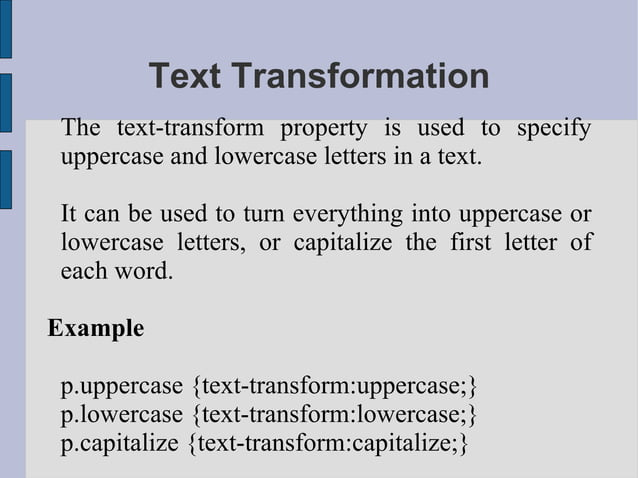 Text Transformation
The text-transform property is used to specify
uppercase and lowercase letters in a text.
It can be used to turn everything into uppercase or
lowercase letters, or capitalize the first letter of
each word.
Example
p.uppercase {text-transform:uppercase;}
p.lowercase {text-transform:lowercase;}
p.capitalize {text-transform:capitalize;}